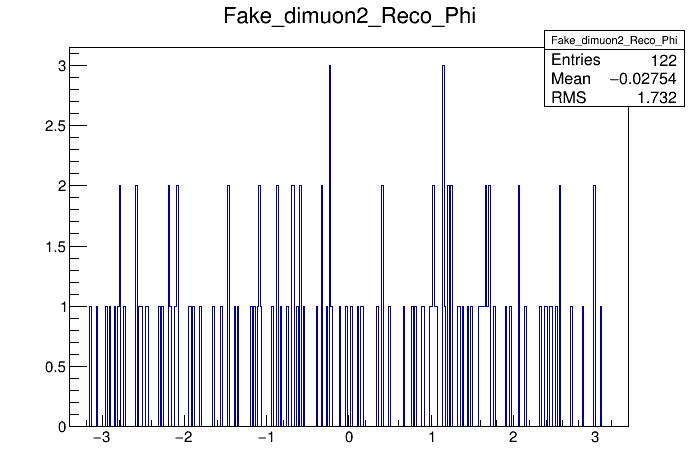 Fake_dimuon2_Reco_Phi
Fake_dimuon2_Reco_Phi
Entries 122
Mean −0.02754
RMS 1.732
3
2.5
2
1.5
1
0.5
0
−3 −2 −1 0 1 2 3